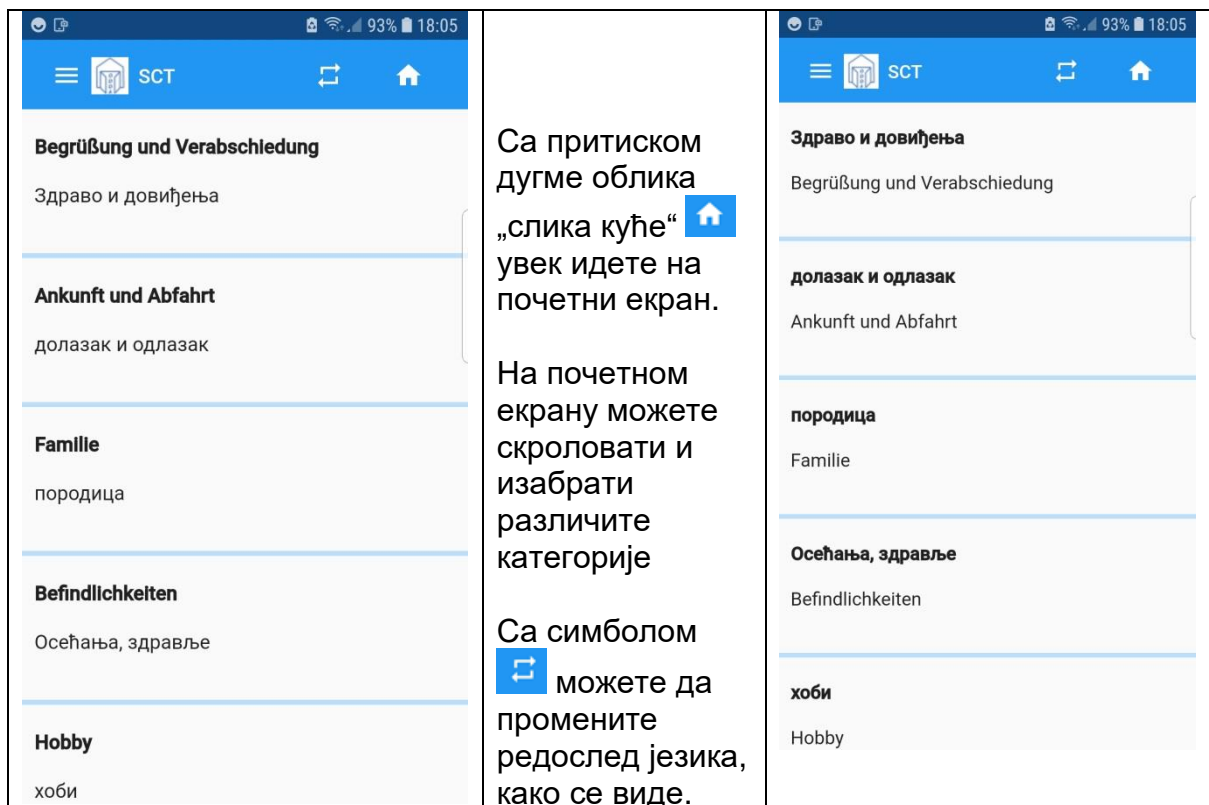 93% 18:05
SCT
Begrüßung und Verabschiedung
Здраво и довиђења
Ankunft und Abfahrt
долазак и одлазак
Familie
породица
Befindlichkeiten
Осећања, здравље
Hobby
хоби
Са притиском
дугме облика
„слика куће“
увек идете на
почетни екран.
На почетном
екрану можете
скроловати и
изабрати
различите
категорије
Са симболом
можете да
промените
редослед језика,
како се виде.
93% 18:05
SCT
Здраво и довиђења
Begrüßung und Verabschiedung
долазак и одлазак
Ankunft und Abfahrt
породица
Familie
Осећања, здравље
Befindlichkeiten
хоби
Hobby